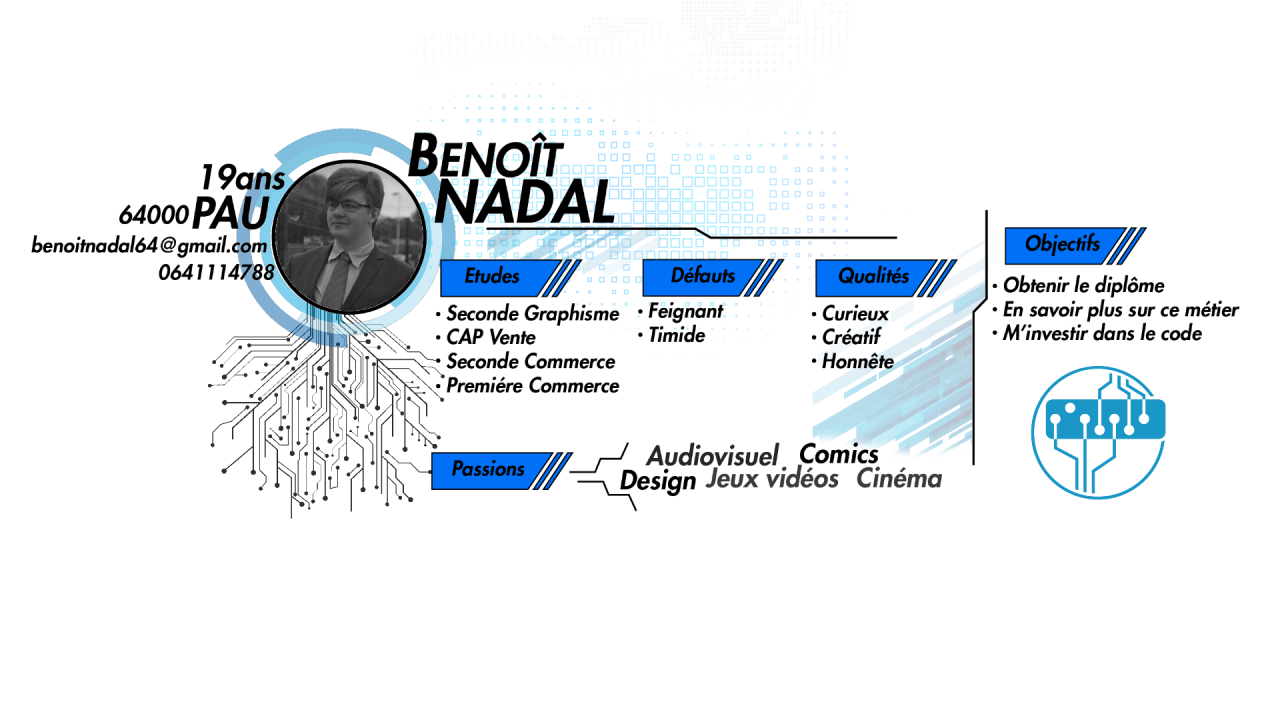 BENOÎT
NADAL
19ans
64000 PAU
benoitnadal64@gmail.com
0641114788
Etudes
· Seconde Graphisme
· CAP Vente
· Seconde Commerce
· Premiére Commerce
Défauts
· Feignant
· Timide
Qualités
· Curieux
· Créatif
· Honnête
Objectifs
· Obtenir le diplôme
· En savoir plus sur ce métier
· M’investir dans le code
Passions
Audiovisuel Comics
Design Jeux vidéos Cinéma